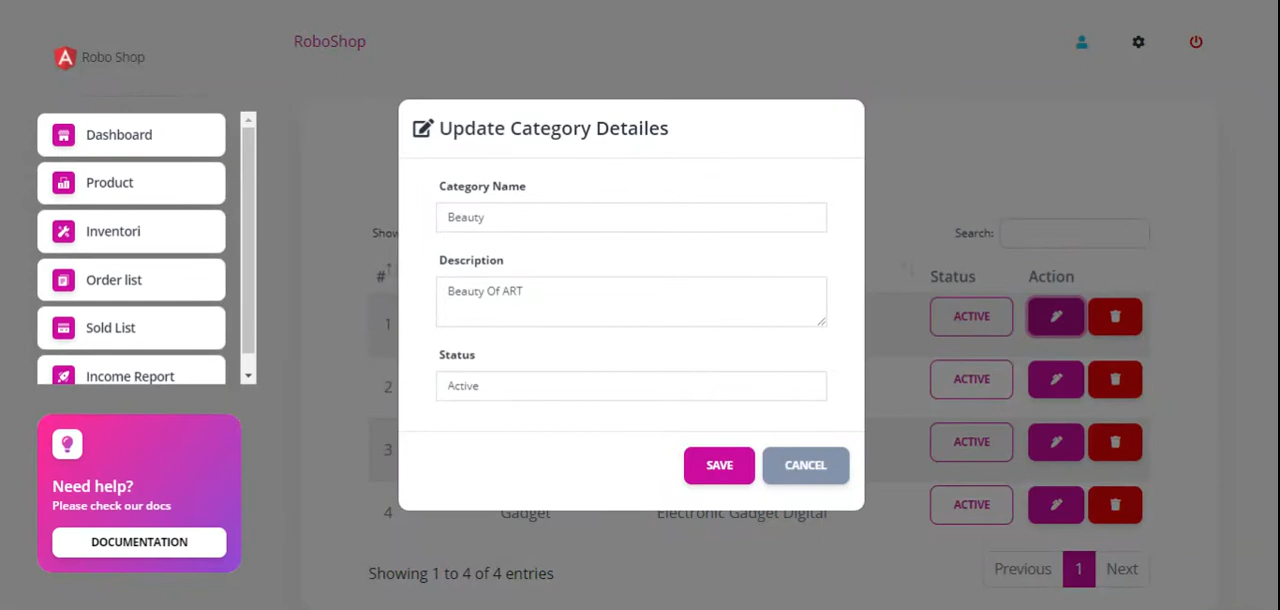 Robo Shop
RoboShop
Dashboard
Product
Inventori
Order list
Sold List
Income Report
Need help?
Please check our docs
DOCUMENTATION
Update Category Detailes
Category Name
Beauty
Description
Beauty Of ART
Status
Active
SAVE CANCEL
Show
Search:
# Status Action
1 ACTIVE
2 ACTIVE
3 ACTIVE
4 Gadget Electronic Gadget Digital ACTIVE
Showing 1 to 4 of 4 entries
Previous 1 Next